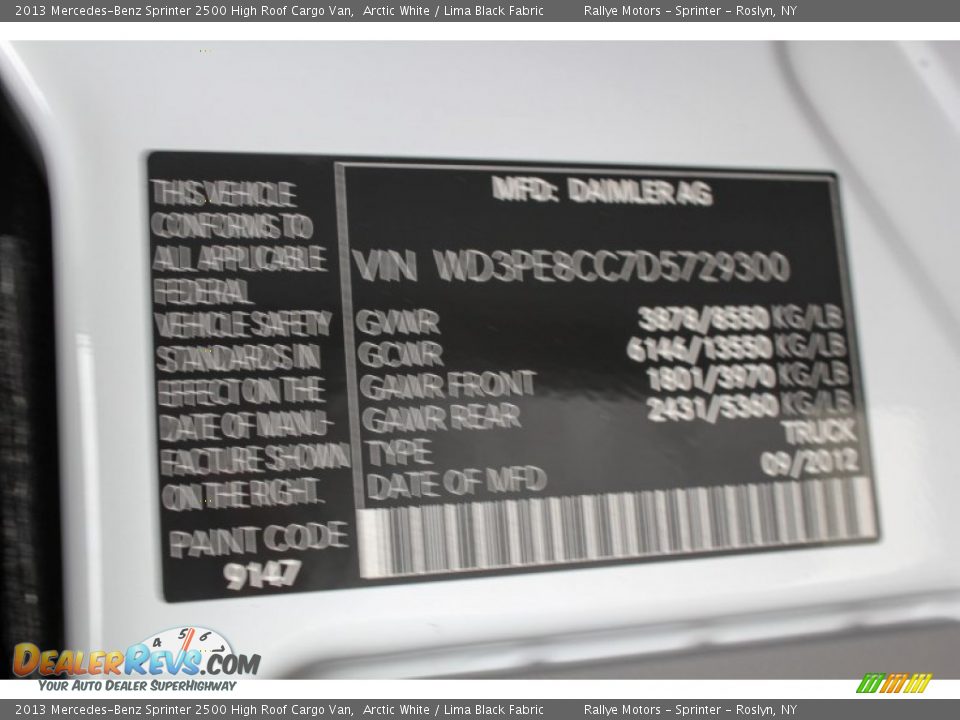 2013 Mercedes-Benz Sprinter 2500 High Roof Cargo Van, Arctic White / Lima Black Fabric Rallye Motors - Sprinter - Roslyn, NY
THIS VEHICLE
CONFORMS TO
ALL APPLICABLE
FEDERAL
VEHICLE SAFETY
STANDARDS IN
EFFECT ON THE
DATE OF MANU-
FACTURE SHOWN
ON THE RIGHT.
PAINT CODE
9147
MFD: DAIMLER AG
VIN WD3PE8CC7D5729300
GVWR 3878/8550 KG/LB
GCWR 6146/13550 KG/LB
GAWR FRONT 1801/3970 KG/LB
GAWR REAR 2431/5360 KG/LB
TYPE TRUCK
DATE OF MFD 09/2012
4 5 6
DEALERREVS.COM
YOUR AUTO DEALER SUPERHIGHWAY
2013 Mercedes-Benz Sprinter 2500 High Roof Cargo Van, Arctic White / Lima Black Fabric Rallye Motors - Sprinter - Roslyn, NY